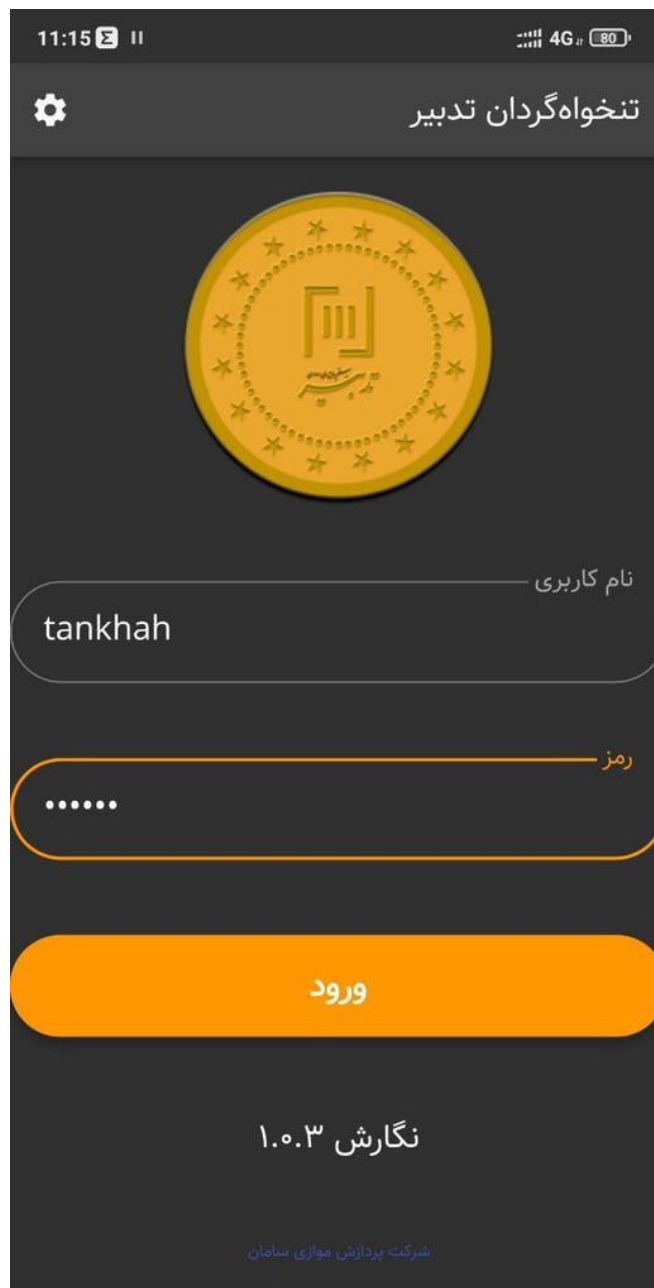 11:15 Σ 4G 80
تنخواه‌گردان تدبیر
تدبیر
نام کاربری
tankhah
رمز
••••••
ورود
نگارش ۱.۰.۳
شرکت پردازش موازی سامان